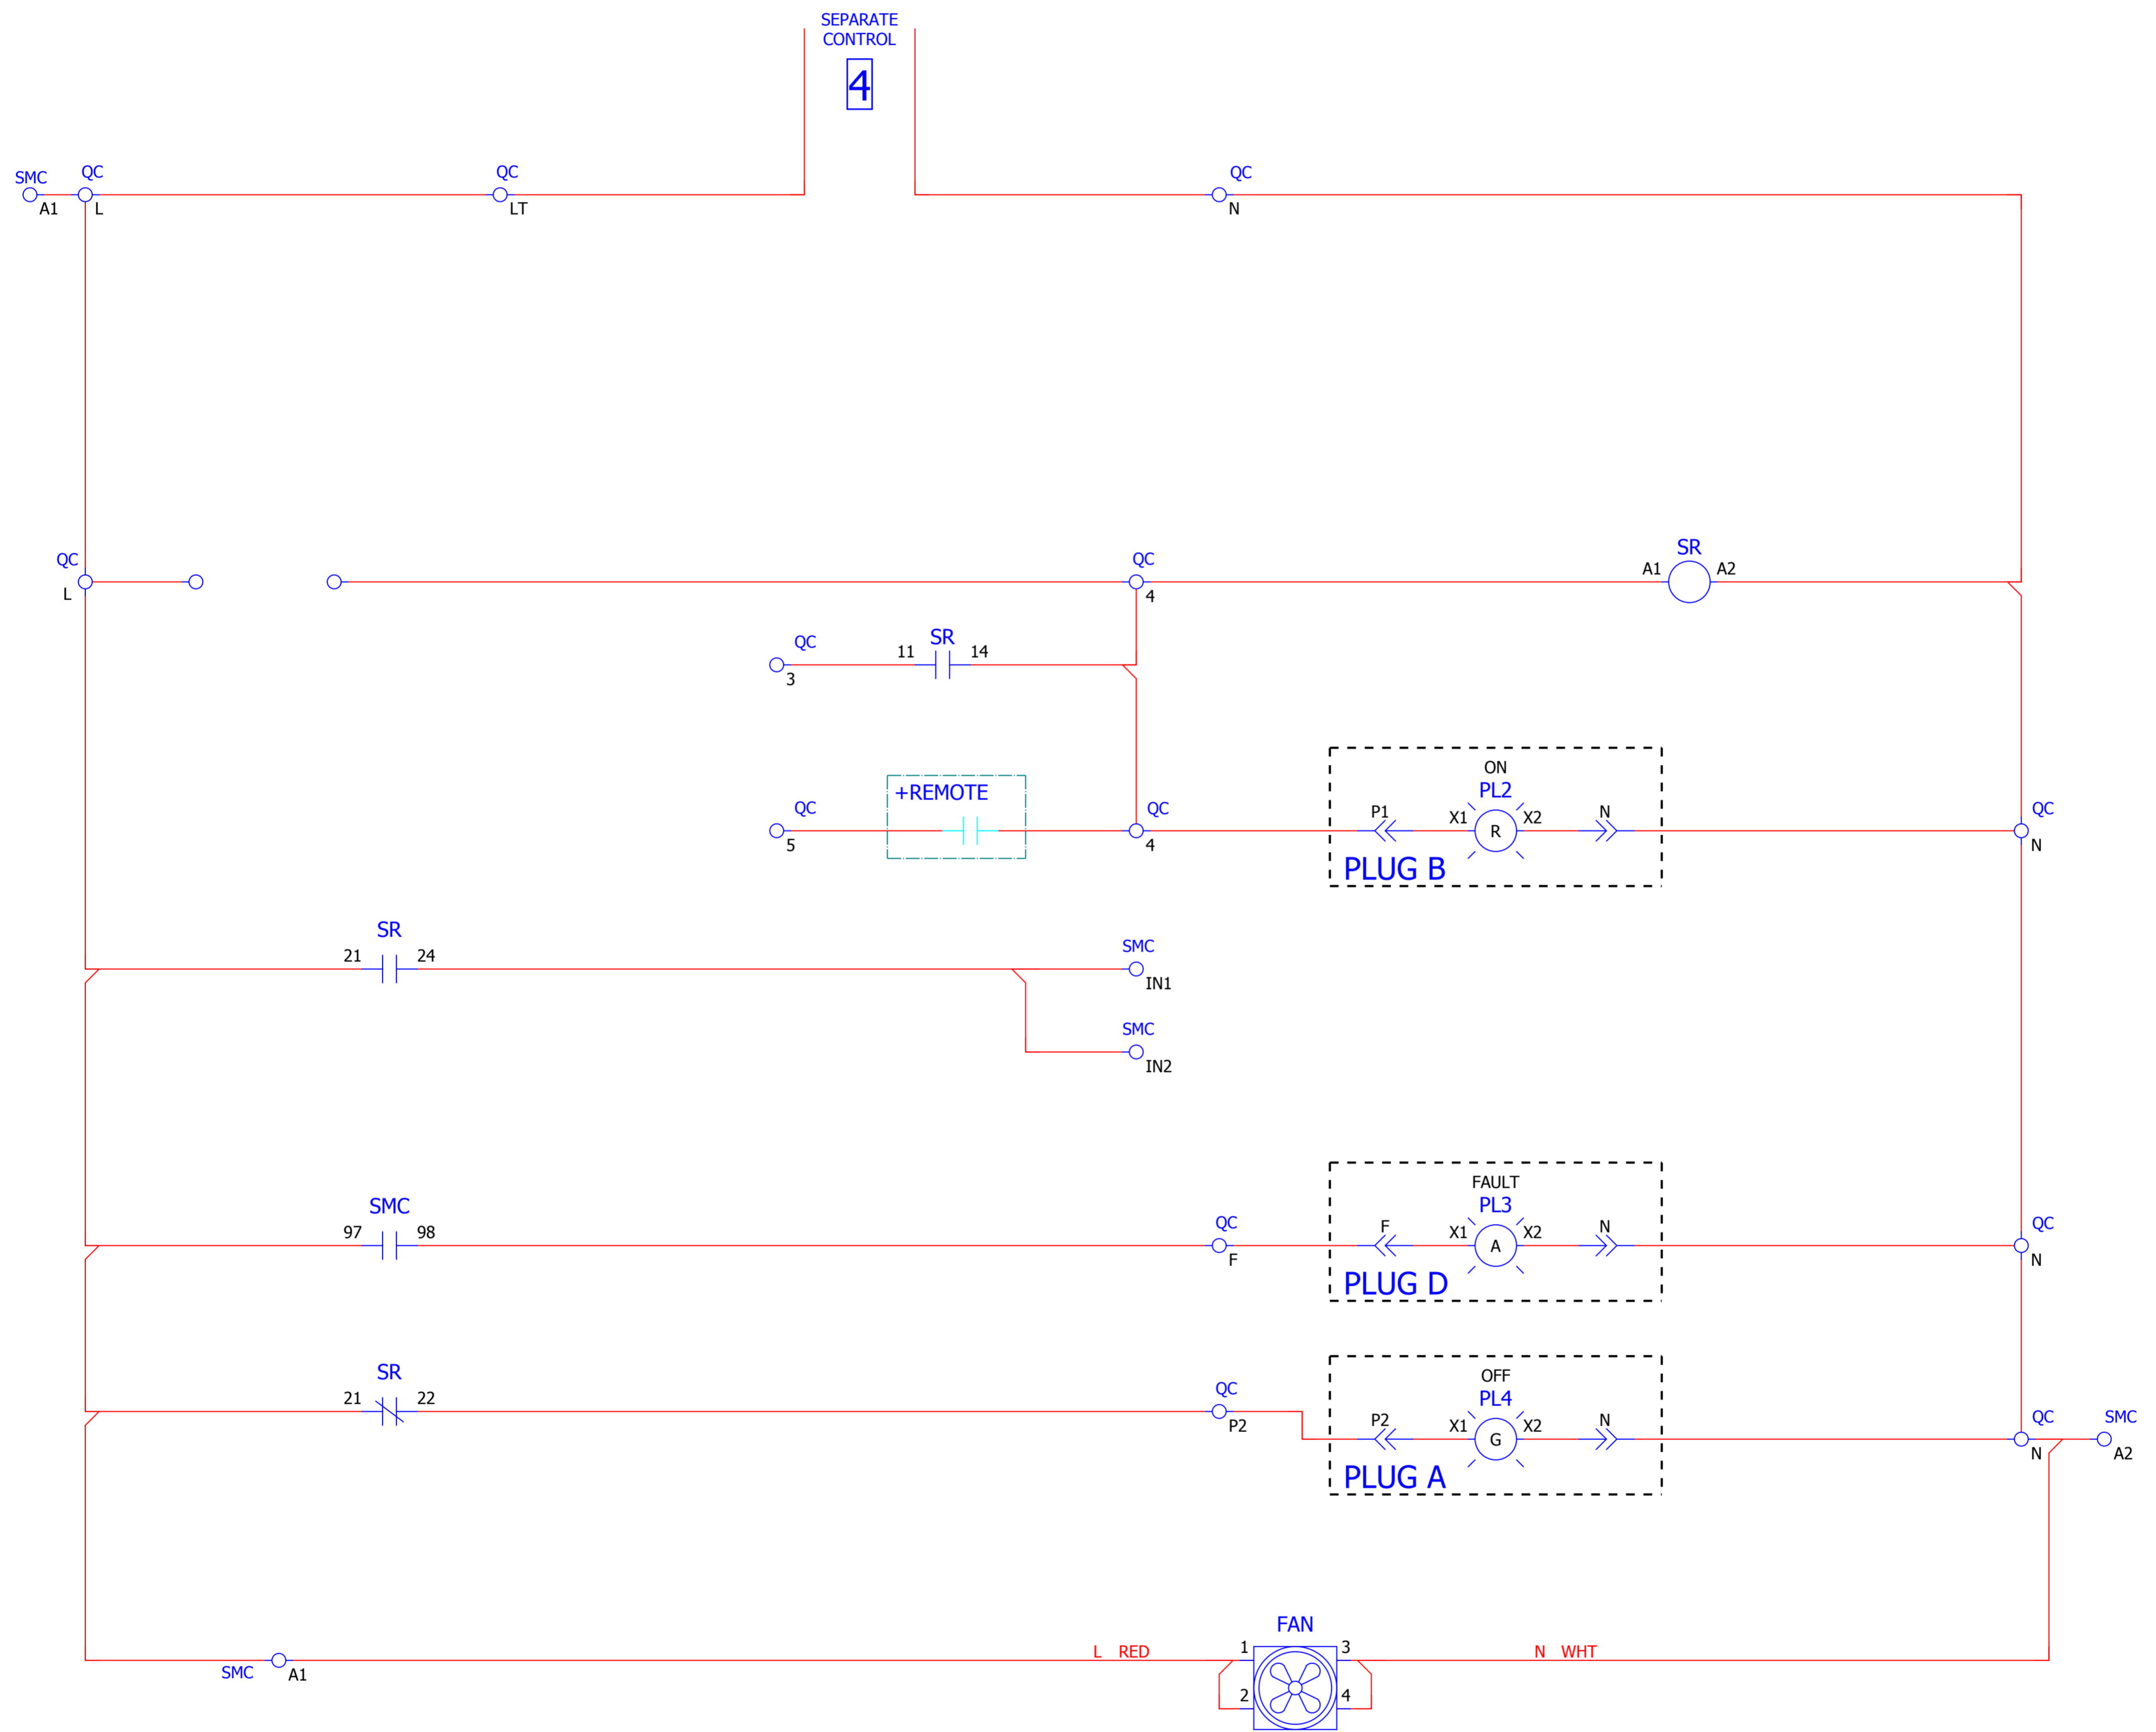 SEPARATE
CONTROL
4
SMC
A1
QC
L
QC
LT
QC
N
QC
L
QC
4
SR
A1
A2
QC
3
SR
11
14
QC
5
+REMOTE
QC
4
ON
PL2
P1
X1
R
X2
N
PLUG B
QC
N
SR
21
24
SMC
IN1
SMC
IN2
SMC
97
98
QC
F
FAULT
PL3
F
X1
A
X2
N
PLUG D
QC
N
SR
21
22
QC
P2
OFF
PL4
P2
X1
G
X2
N
PLUG A
QC
N
SMC
A2
SMC
A1
L RED
FAN
1
2
3
4
N WHT